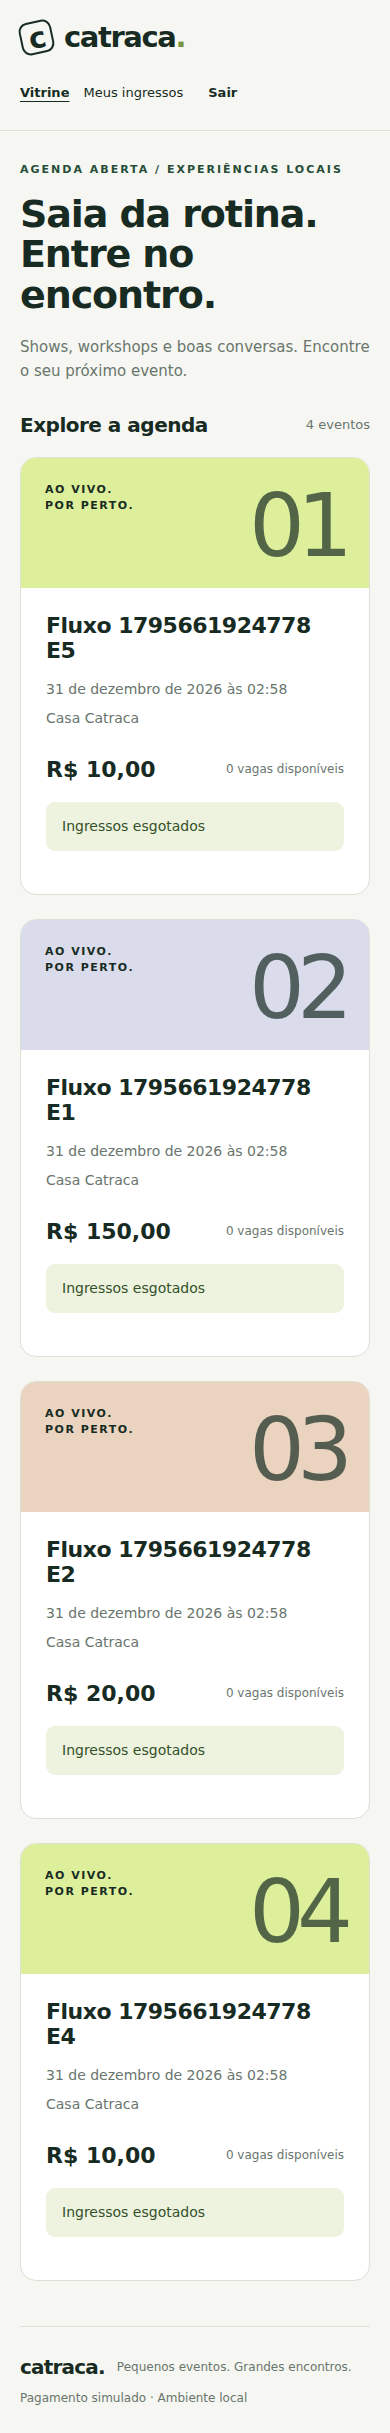 c catraca.
Vitrine Meus ingressos Sair
AGENDA ABERTA / EXPERIÊNCIAS LOCAIS
Saia da rotina.
Entre no
encontro.
Shows, workshops e boas conversas. Encontre
o seu próximo evento.
Explore a agenda 4 eventos
AO VIVO.
POR PERTO.
01
Fluxo 1795661924778
E5
31 de dezembro de 2026 às 02:58
Casa Catraca
R$ 10,00 0 vagas disponíveis
Ingressos esgotados
AO VIVO.
POR PERTO.
02
Fluxo 1795661924778
E1
31 de dezembro de 2026 às 02:58
Casa Catraca
R$ 150,00 0 vagas disponíveis
Ingressos esgotados
AO VIVO.
POR PERTO.
03
Fluxo 1795661924778
E2
31 de dezembro de 2026 às 02:58
Casa Catraca
R$ 20,00 0 vagas disponíveis
Ingressos esgotados
AO VIVO.
POR PERTO.
04
Fluxo 1795661924778
E4
31 de dezembro de 2026 às 02:58
Casa Catraca
R$ 10,00 0 vagas disponíveis
Ingressos esgotados
catraca. Pequenos eventos. Grandes encontros.
Pagamento simulado · Ambiente local